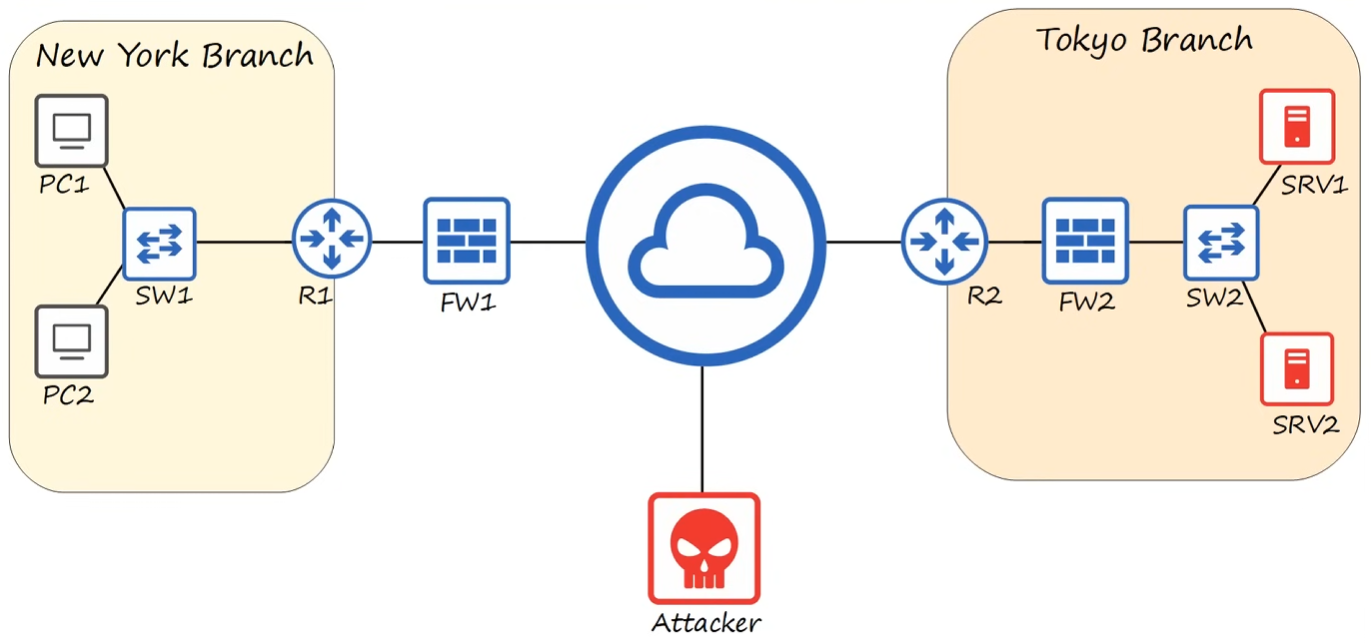 New York Branch
Tokyo Branch
PC1
SRV1
SW1
R1
FW1
R2
FW2
SW2
PC2
SRV2
Attacker